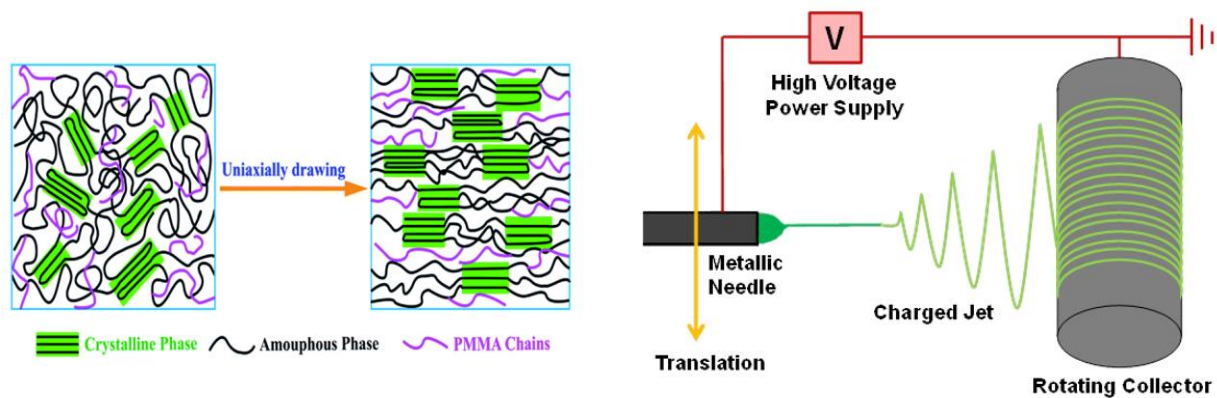 Uniaxially drawing
Crystalline Phase
Amouphous Phase
PMMA Chains
V
High Voltage
Power Supply
Metallic
Needle
Charged Jet
Translation
Rotating Collector